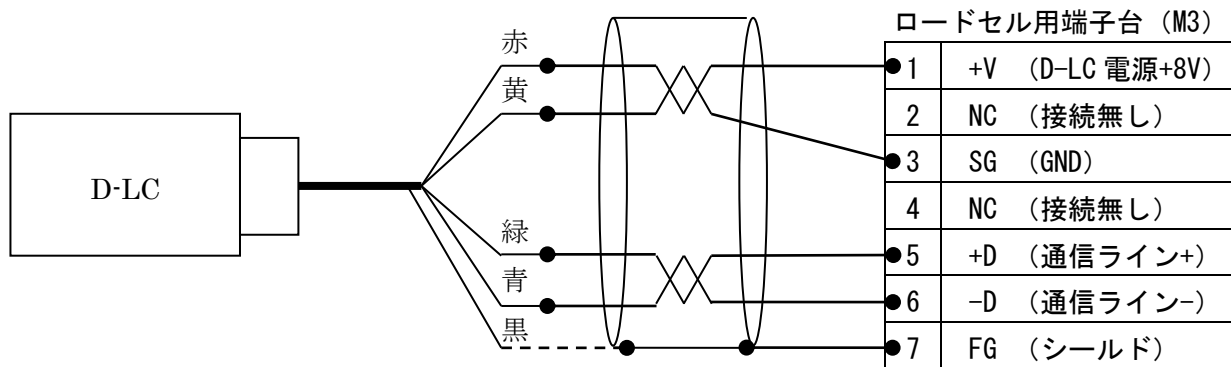 ロードセル用端子台（M3）
赤
黄
緑
青
黒
D-LC
1 +V （D-LC 電源+8V）
2 NC （接続無し）
3 SG （GND）
4 NC （接続無し）
5 +D （通信ライン+）
6 -D （通信ライン-）
7 FG （シールド）